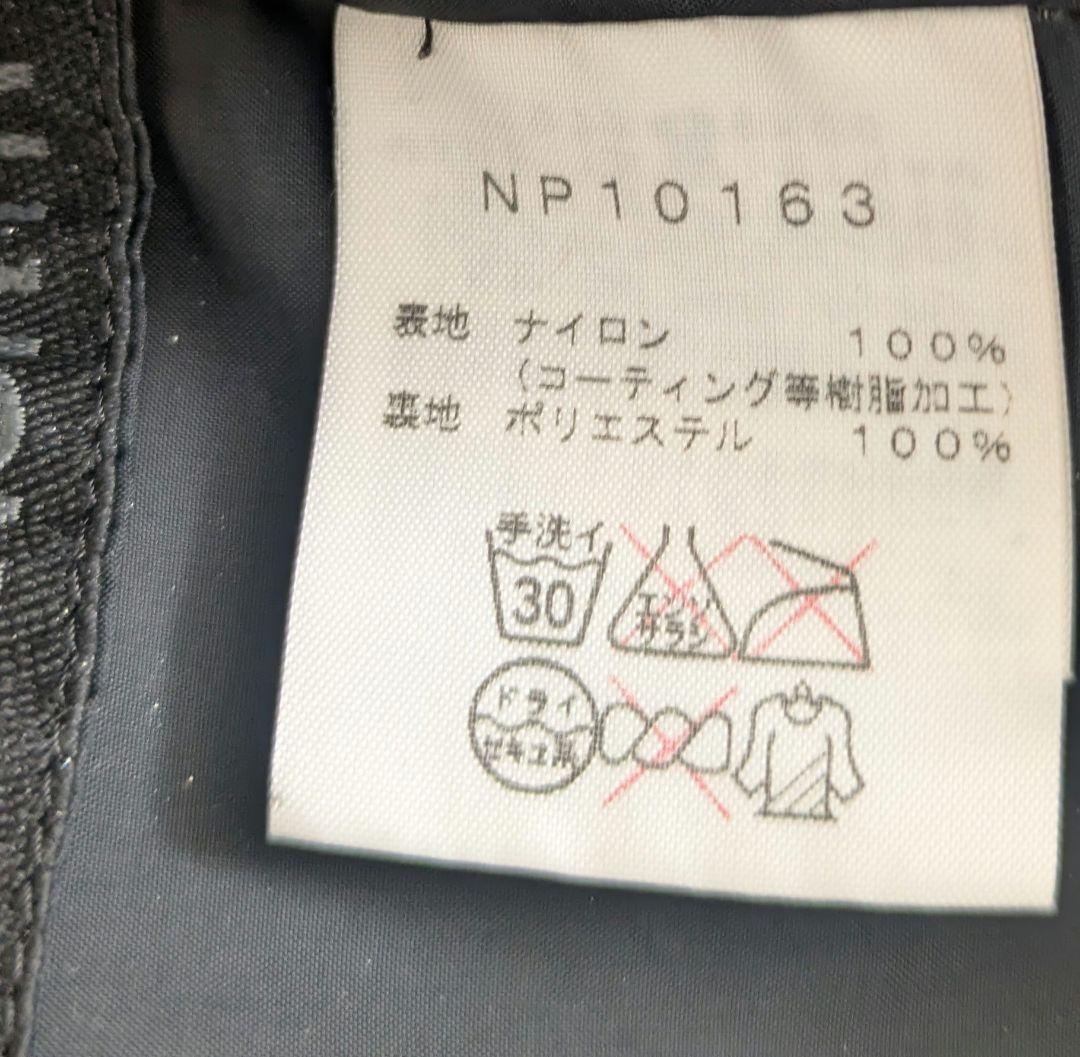 NP10163
表地 ナイロン 100%
(コーティング等樹脂加工)
裏地 ポリエステル 100%
手洗イ
30
エンソ
サラシ
ドライ
セキユ系